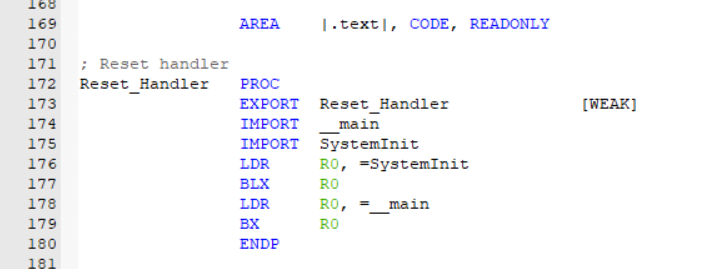 168
169 AREA |.text|, CODE, READONLY
170
171 ; Reset handler
172 Reset_Handler PROC
173 EXPORT Reset_Handler [WEAK]
174 IMPORT __main
175 IMPORT SystemInit
176 LDR R0, =SystemInit
177 BLX R0
178 LDR R0, =__main
179 BX R0
180 ENDP
181